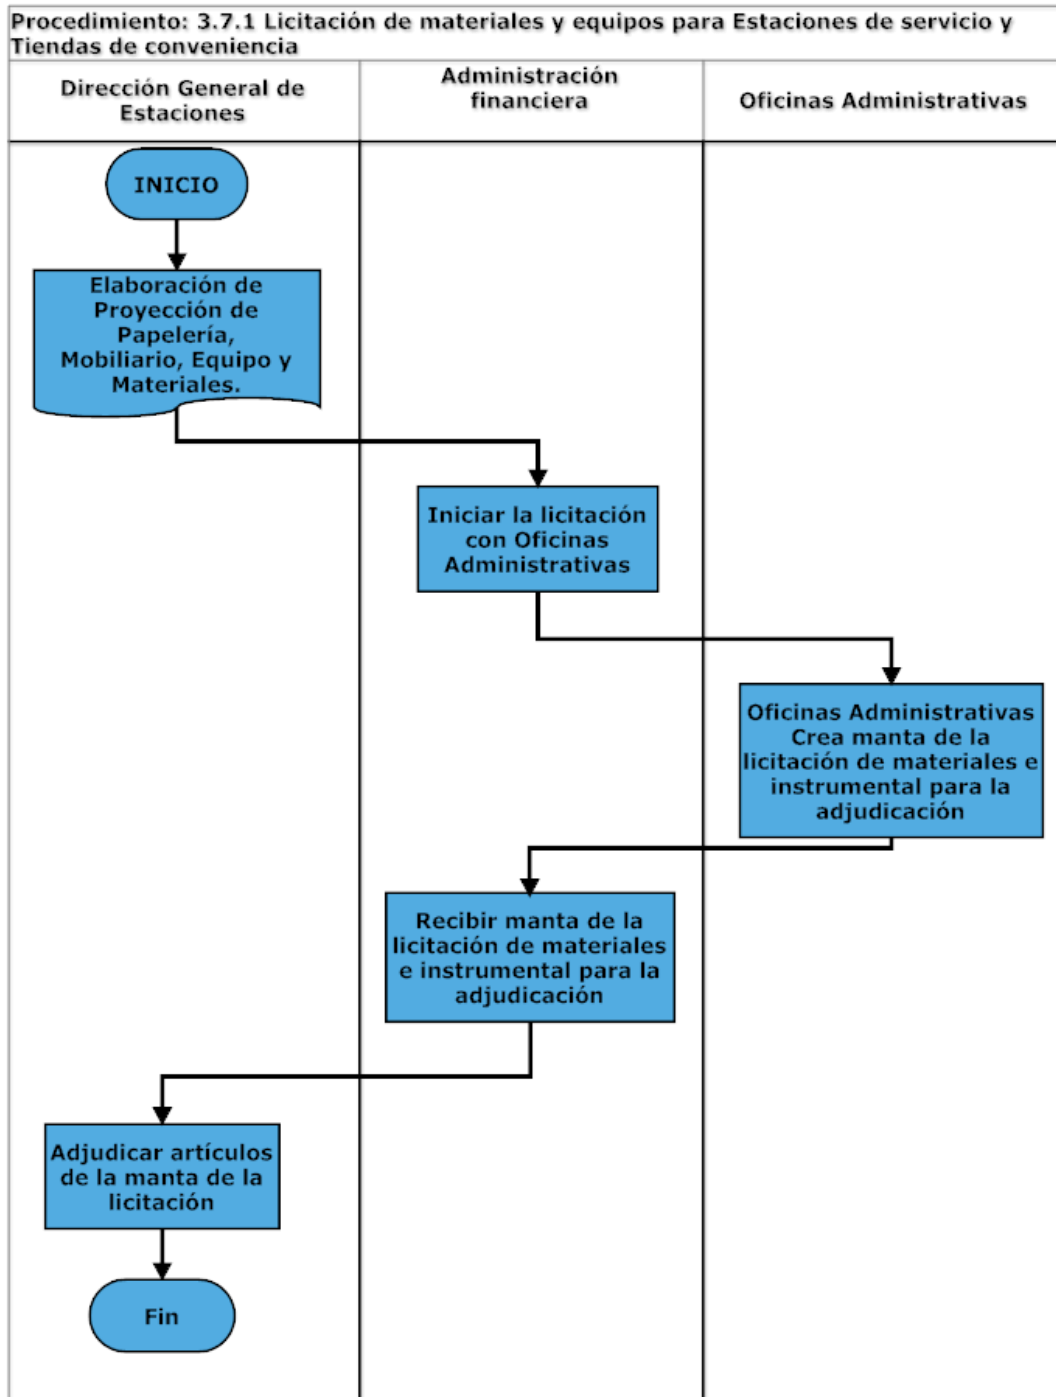 Procedimiento: 3.7.1 Licitación de materiales y equipos para Estaciones de servicio y
Tiendas de conveniencia
Dirección General de
Estaciones
Administración
financiera
Oficinas Administrativas
INICIO
Elaboración de
Proyección de
Papelería,
Mobiliario, Equipo y
Materiales.
Iniciar la licitación
con Oficinas
Administrativas
Oficinas Administrativas
Crea manta de la
licitación de materiales e
instrumental para la
adjudicación
Recibir manta de la
licitación de materiales
e instrumental para la
adjudicación
Adjudicar artículos
de la manta de la
licitación
Fin